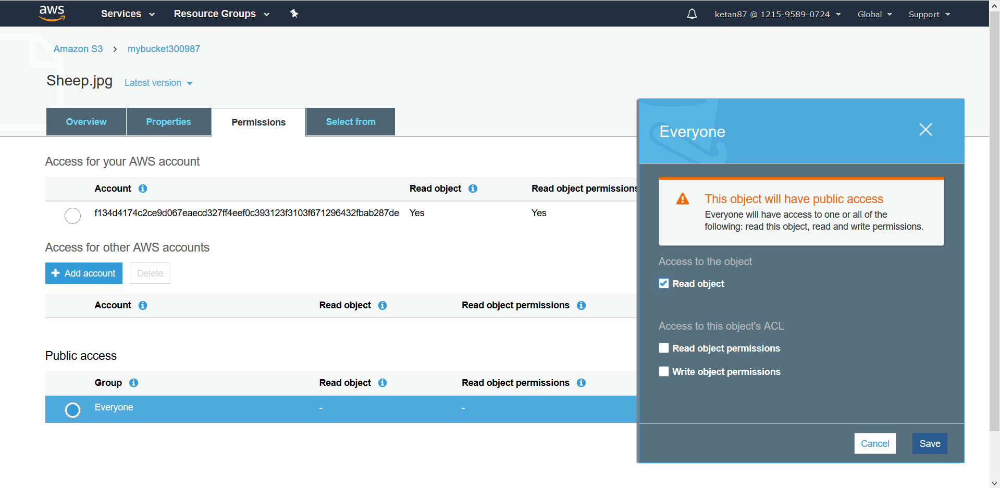 aws Services Resource Groups ketan87 @ 1215-9589-0724 Global Support
Amazon S3 > mybucket300987
Sheep.jpg Latest version
Overview Properties Permissions Select from
Access for your AWS account
Account Read object Read object permissions
f134d4174c2ce9d067eaecd327ff4eef0c393123f3103f671296432fbab287de Yes Yes
Access for other AWS accounts
+ Add account Delete
Account Read object Read object permissions
Public access
Group Read object Read object permissions
Everyone - -
Everyone
This object will have public access
Everyone will have access to one or all of the
following: read this object, read and write permissions.
Access to the object
Read object
Access to this object's ACL
Read object permissions
Write object permissions
Cancel Save